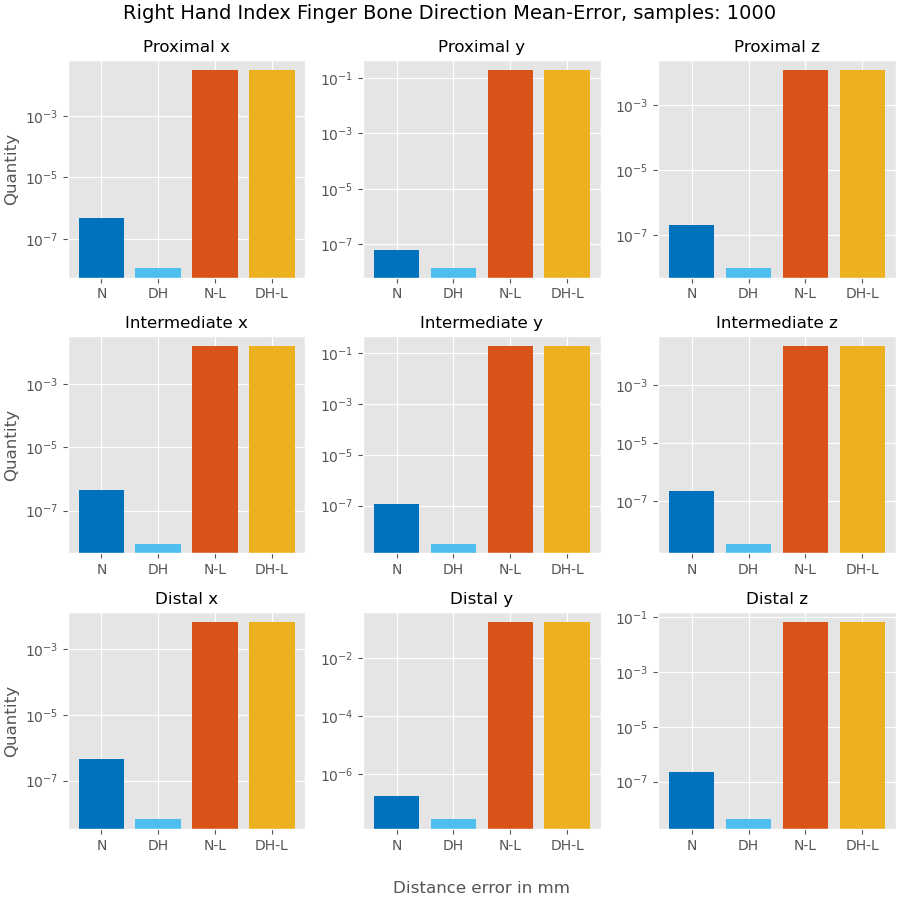 Right Hand Index Finger Bone Direction Mean-Error, samples: 1000
Proximal x
Proximal y
Proximal z
Quantity
10⁻³
10⁻⁵
10⁻⁷
10⁻¹
10⁻³
10⁻⁵
10⁻⁷
10⁻³
10⁻⁵
10⁻⁷
N DH N-L DH-L
N DH N-L DH-L
N DH N-L DH-L
Intermediate x
Intermediate y
Intermediate z
Quantity
10⁻³
10⁻⁵
10⁻⁷
10⁻¹
10⁻³
10⁻⁵
10⁻⁷
10⁻³
10⁻⁵
10⁻⁷
N DH N-L DH-L
N DH N-L DH-L
N DH N-L DH-L
Distal x
Distal y
Distal z
Quantity
10⁻³
10⁻⁵
10⁻⁷
10⁻²
10⁻⁴
10⁻⁶
10⁻¹
10⁻³
10⁻⁵
10⁻⁷
N DH N-L DH-L
N DH N-L DH-L
N DH N-L DH-L
Distance error in mm